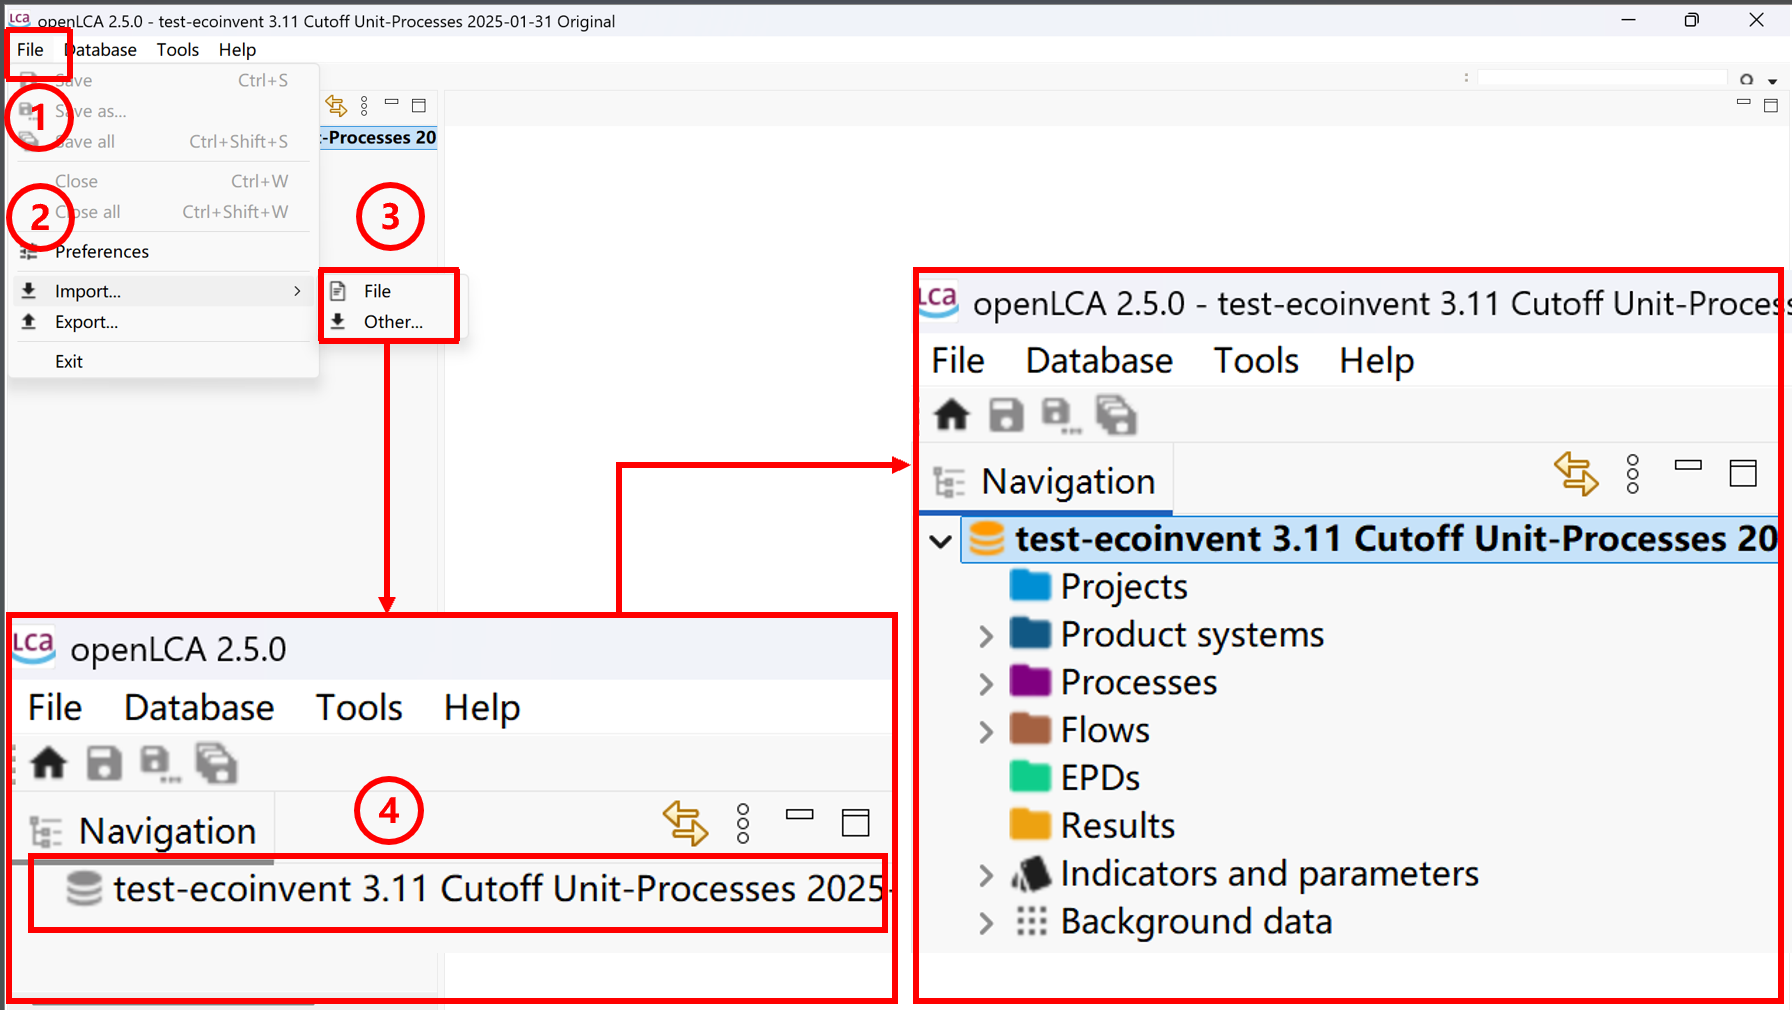 LCA openLCA 2.5.0 - test-ecoinvent 3.11 Cutoff Unit-Processes 2025-01-31 Original
File Database Tools Help
Save Ctrl+S
1
Save as...
Save all Ctrl+Shift+S
-Processes 20
Close Ctrl+W
2
Close all Ctrl+Shift+W
3
Preferences
Import...
File
Export...
Other...
Exit
LCA openLCA 2.5.0 - test-ecoinvent 3.11 Cutoff Unit-Proces
File Database Tools Help
Navigation
test-ecoinvent 3.11 Cutoff Unit-Processes 20
Projects
Product systems
Processes
Flows
EPDs
Results
Indicators and parameters
Background data
LCA openLCA 2.5.0
File Database Tools Help
4
Navigation
test-ecoinvent 3.11 Cutoff Unit-Processes 2025-